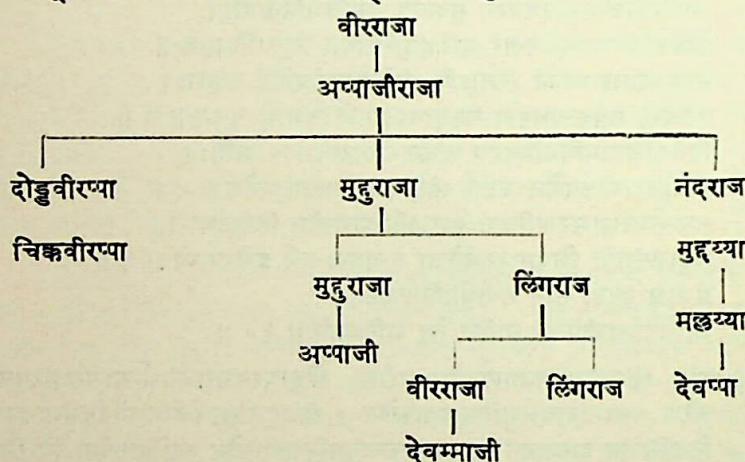 वीरराजा
अप्पाजीराजा
दोड्डवीरप्पा मुद्दुराजा नंदराज
चिक्कवीरप्पा मुद्दय्या
मुद्दुराजा लिंगराज
मल्लय्या
अप्पाजी
वीरराजा लिंगराज देवप्पा
देवम्माजी